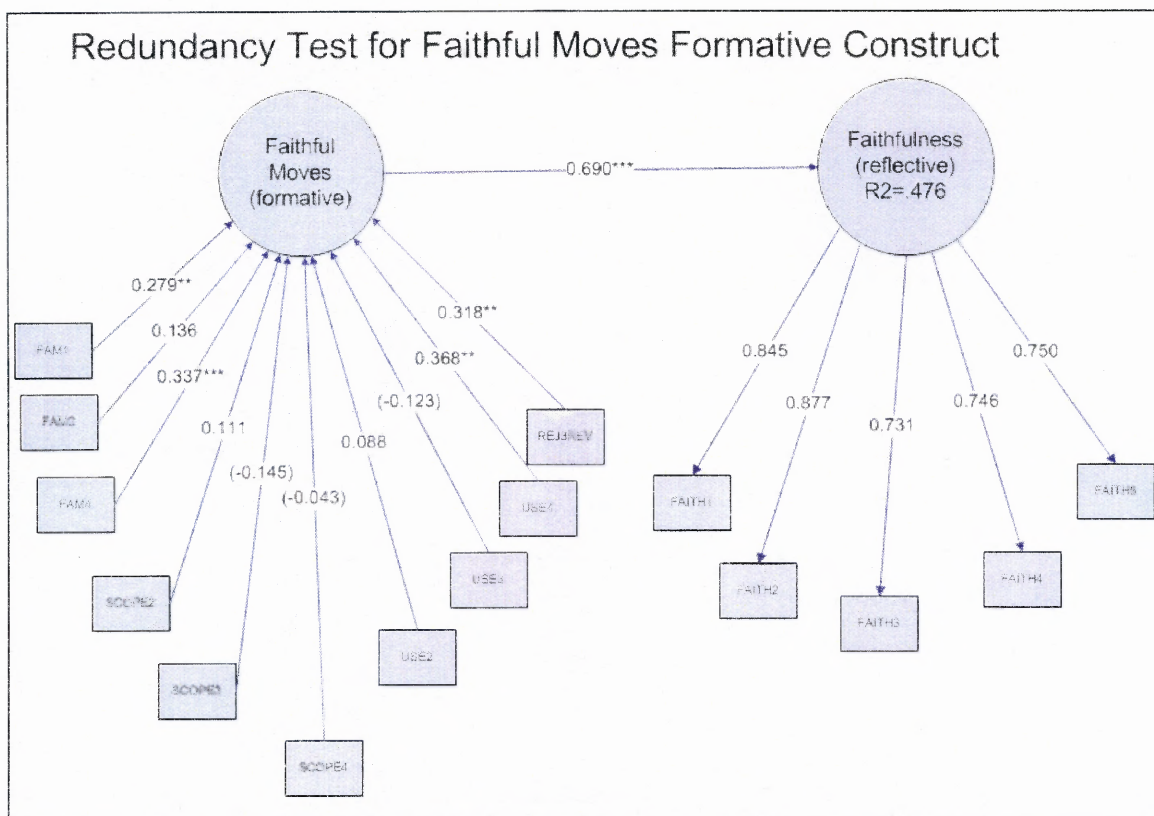 Redundancy Test for Faithful Moves Formative Construct
Faithful
Moves
(formative)
0.690***
Faithfulness
(reflective)
R2=.476
0.279**
0.136
0.337***
0.111
(-0.145)
(-0.043)
0.088
(-0.123)
0.368**
0.318**
0.845
0.877
0.731
0.746
0.750
FAM1
FAM2
FAM4
SCOPE2
SCOPE3
SCOPE4
USE2
USE3
USE4
REJ3REV
FAITH1
FAITH2
FAITH3
FAITH4
FAITH5